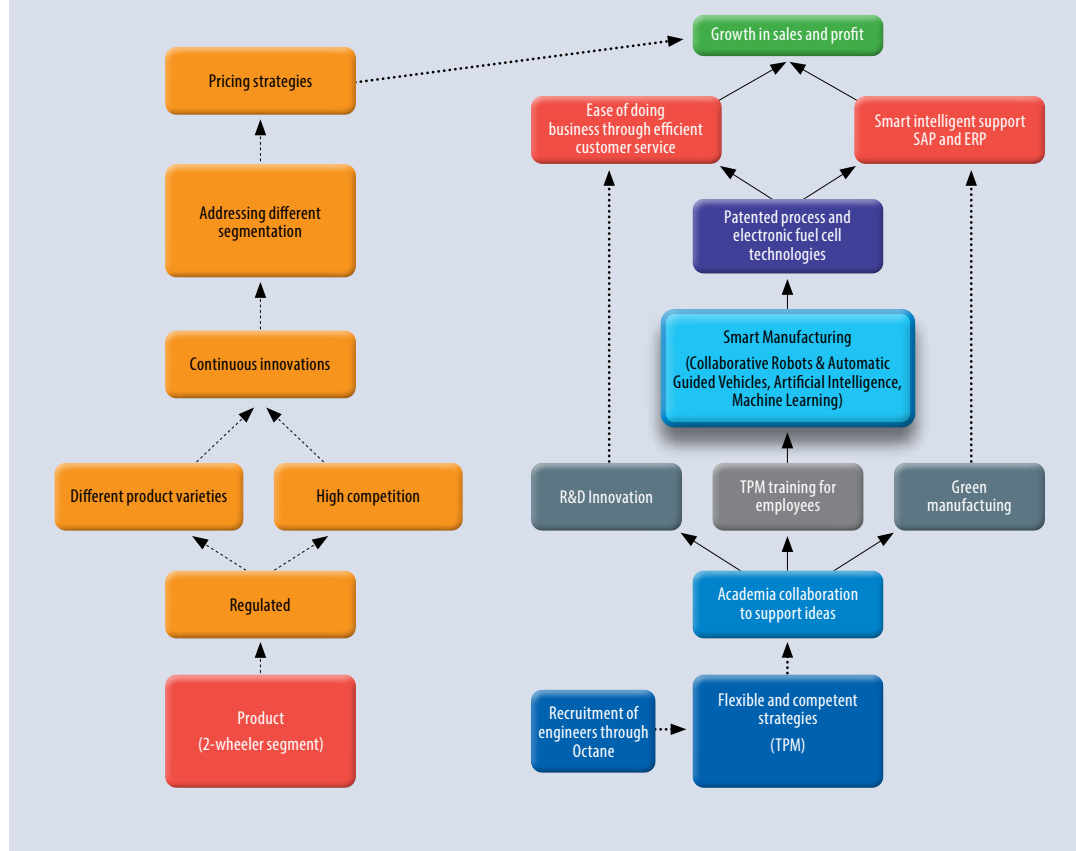 Growth in sales and profit
Pricing strategies
Ease of doing
business through efficient
customer service
Smart intelligent support
SAP and ERP
Addressing different
segmentation
Patented process and
electronic fuel cell
technologies
Continuous innovations
Smart Manufacturing
(Collaborative Robots & Automatic
Guided Vehicles, Artificial Intelligence,
Machine Learning)
Different product varieties
High competition
R&D Innovation
TPM training for
employees
Green
manufactuing
Regulated
Academia collaboration
to support ideas
Product
(2-wheeler segment)
Recruitment of
engineers through
Octane
Flexible and competent
strategies
(TPM)